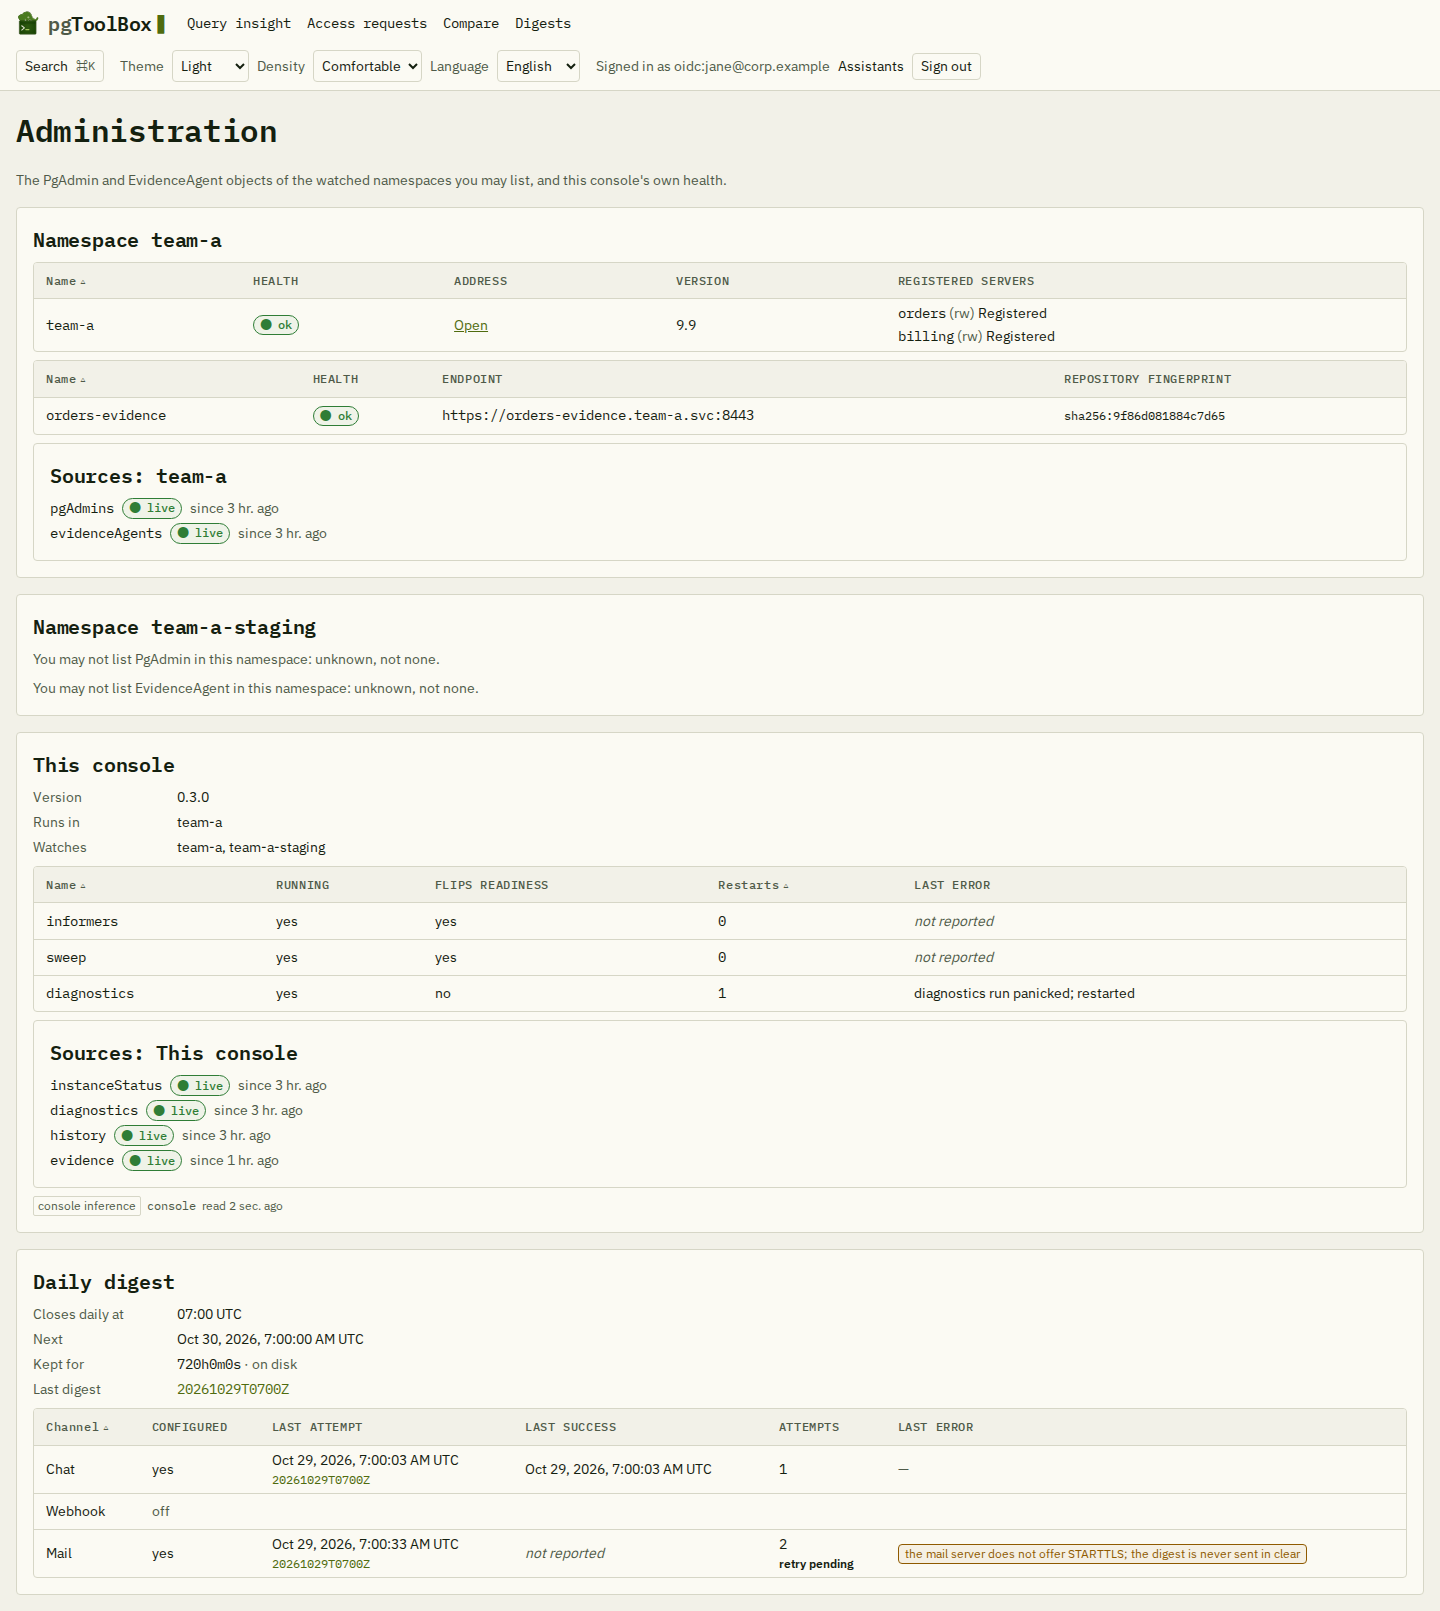 pgToolBox Query insight Access requests Compare Digests
Search ⌘K Theme Light Density Comfortable Language English Signed in as oidc:jane@corp.example Assistants Sign out
Administration
The PgAdmin and EvidenceAgent objects of the watched namespaces you may list, and this console's own health.
Namespace team-a
Name HEALTH ADDRESS VERSION REGISTERED SERVERS
team-a ok Open 9.9 orders (rw) Registered
billing (rw) Registered
Name HEALTH ENDPOINT REPOSITORY FINGERPRINT
orders-evidence ok https://orders-evidence.team-a.svc:8443 sha256:9f86d081884c7d65
Sources: team-a
pgAdmins live since 3 hr. ago
evidenceAgents live since 3 hr. ago
Namespace team-a-staging
You may not list PgAdmin in this namespace: unknown, not none.
You may not list EvidenceAgent in this namespace: unknown, not none.
This console
Version 0.3.0
Runs in team-a
Watches team-a, team-a-staging
Name RUNNING FLIPS READINESS Restarts LAST ERROR
informers yes yes 0 not reported
sweep yes yes 0 not reported
diagnostics yes no 1 diagnostics run panicked; restarted
Sources: This console
instanceStatus live since 3 hr. ago
diagnostics live since 3 hr. ago
history live since 3 hr. ago
evidence live since 1 hr. ago
console inference console read 2 sec. ago
Daily digest
Closes daily at 07:00 UTC
Next Oct 30, 2026, 7:00:00 AM UTC
Kept for 720h0m0s · on disk
Last digest 20261029T0700Z
Channel CONFIGURED LAST ATTEMPT LAST SUCCESS ATTEMPTS LAST ERROR
Chat yes Oct 29, 2026, 7:00:03 AM UTC Oct 29, 2026, 7:00:03 AM UTC 1 —
20261029T0700Z
Webhook off
Mail yes Oct 29, 2026, 7:00:33 AM UTC not reported 2 the mail server does not offer STARTTLS; the digest is never sent in clear
20261029T0700Z retry pending